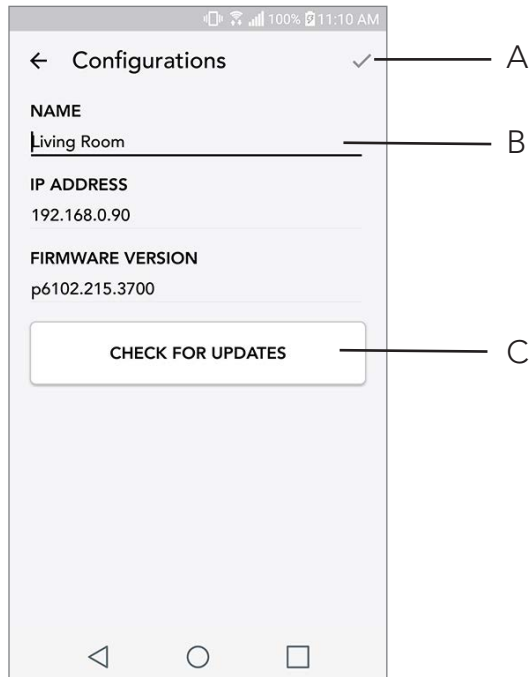 100% 11:10 AM
Configurations
A
NAME
Living Room
B
IP ADDRESS
192.168.0.90
FIRMWARE VERSION
p6102.215.3700
CHECK FOR UPDATES
C